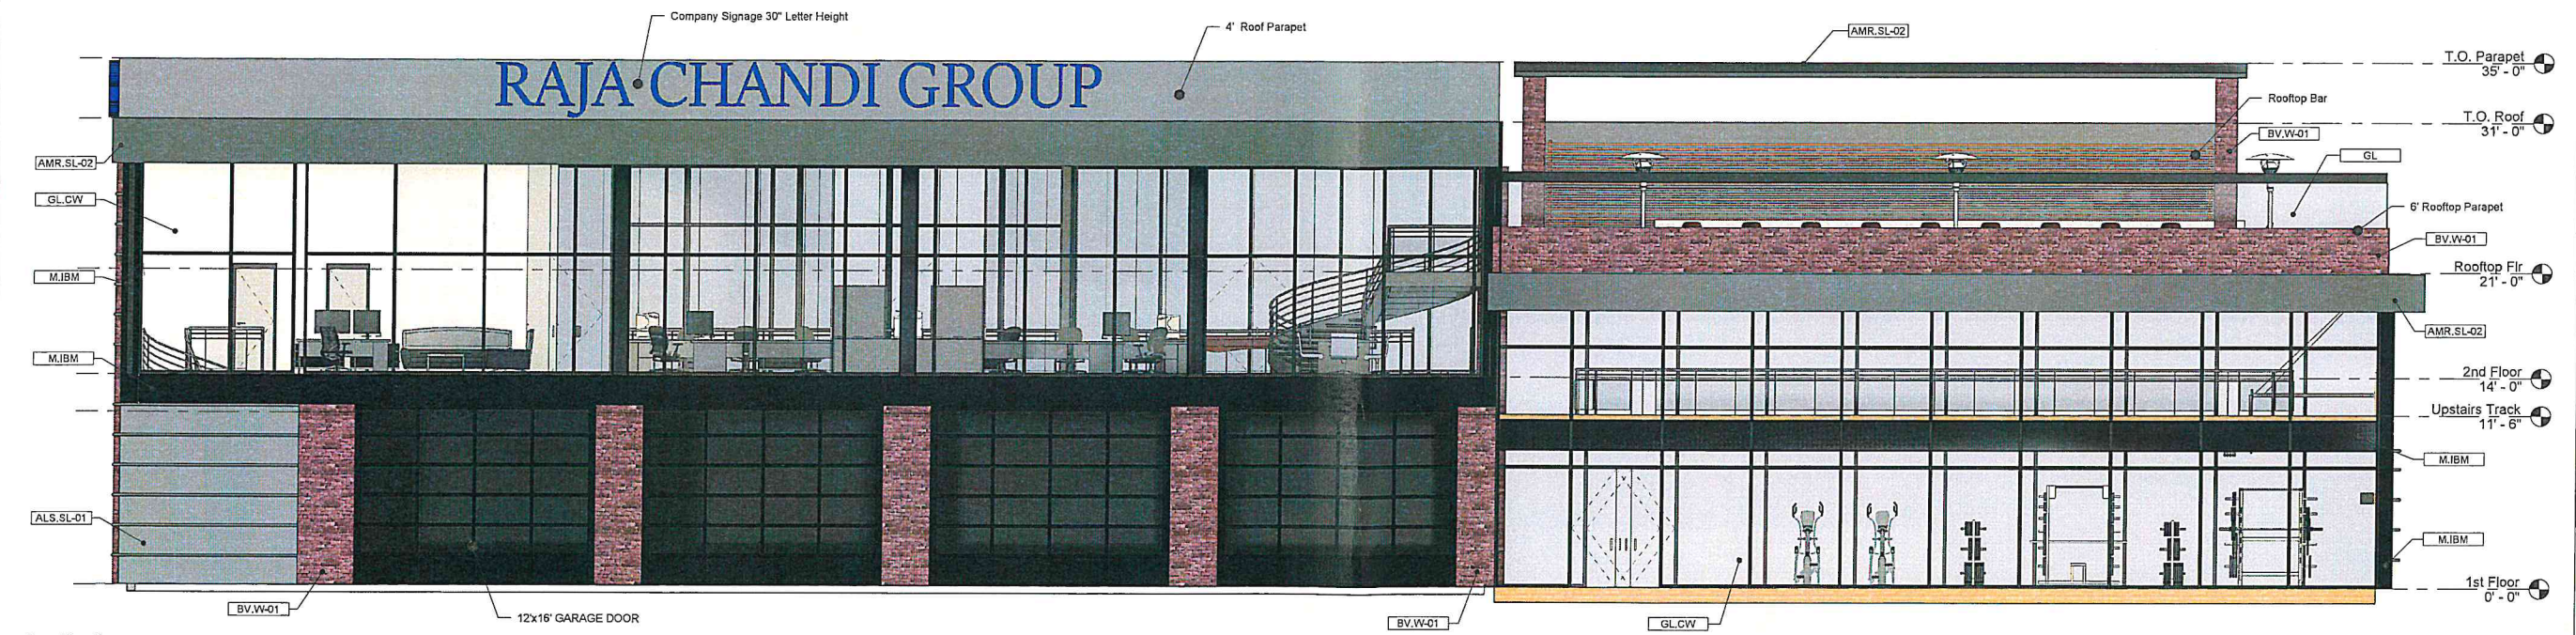 Company Signage 30" Letter Height
4' Roof Parapet
AMR.SL-02
T.O. Parapet
35' - 0"
RAJA CHANDI GROUP
Rooftop Bar
T.O. Roof
31' - 0"
BV.W-01
AMR.SL-02
GL
GL.CW
6' Rooftop Parapet
BV.W-01
M.IBM
Rooftop Flr
21' - 0"
AMR.SL-02
M.IBM
2nd Floor
14' - 0"
Upstairs Track
11' - 6"
M.IBM
ALS.SL-01
M.IBM
1st Floor
0' - 0"
BV.W-01
12'x16' GARAGE DOOR
BV.W-01
GL.CW